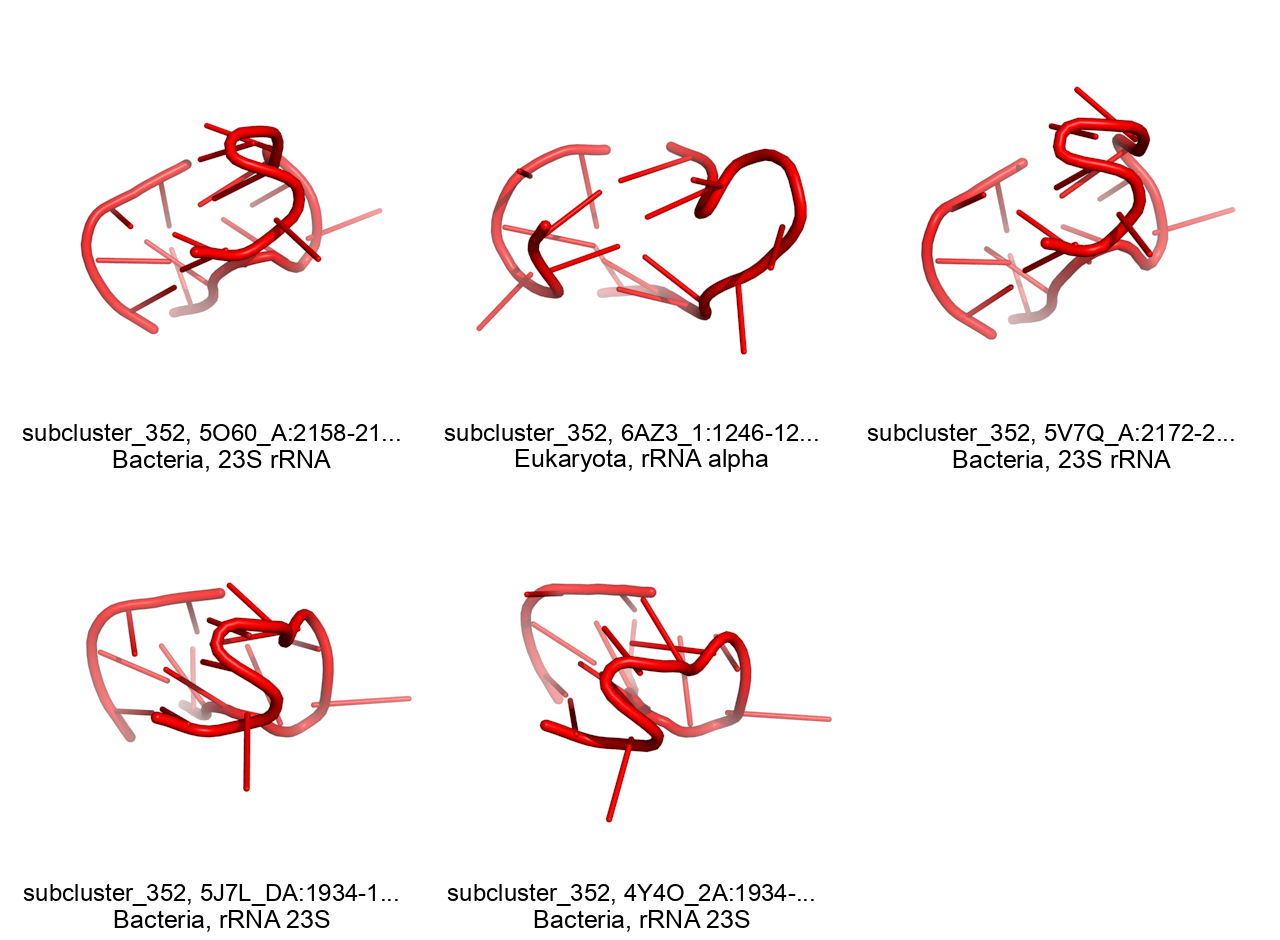 subcluster_352, 5O60_A:2158-21...
Bacteria, 23S rRNA
subcluster_352, 6AZ3_1:1246-12...
Eukaryota, rRNA alpha
subcluster_352, 5V7Q_A:2172-2...
Bacteria, 23S rRNA
subcluster_352, 5J7L_DA:1934-1...
Bacteria, rRNA 23S
subcluster_352, 4Y4O_2A:1934-...
Bacteria, rRNA 23S